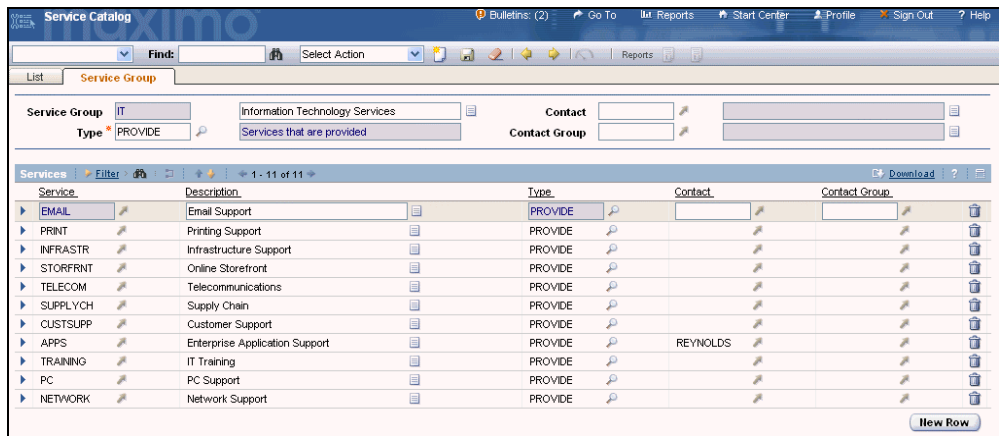 Service Catalog
maximo
Bulletins: (2) Go To Reports Start Center Profile Sign Out ? Help
Find: Select Action Reports
List Service Group
Service Group IT Information Technology Services Contact
Type * PROVIDE Services that are provided Contact Group
Services Filter 1 - 11 of 11 Download ?
Service Description Type Contact Contact Group
EMAIL Email Support PROVIDE
PRINT Printing Support PROVIDE
INFRASTR Infrastructure Support PROVIDE
STORFRNT Online Storefront PROVIDE
TELECOM Telecommunications PROVIDE
SUPPLYCH Supply Chain PROVIDE
CUSTSUPP Customer Support PROVIDE
APPS Enterprise Application Support PROVIDE REYNOLDS
TRAINING IT Training PROVIDE
PC PC Support PROVIDE
NETWORK Network Support PROVIDE
New Row